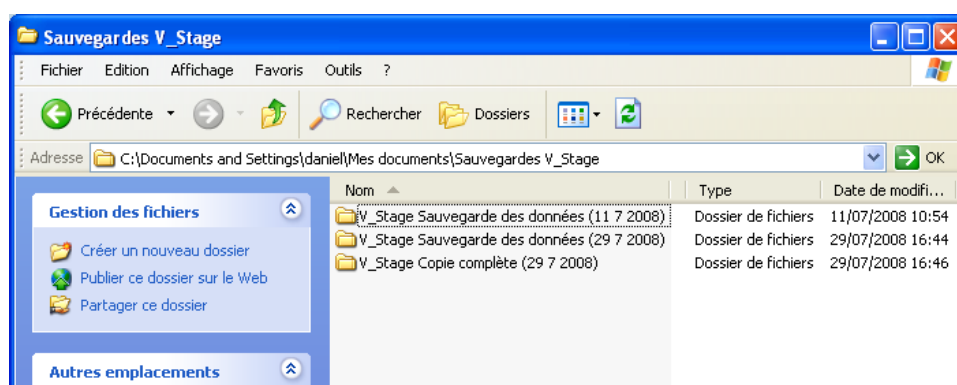 Sauvegardes V_Stage
Fichier Edition Affichage Favoris Outils ?
Précédente Rechercher Dossiers
Adresse C:\Documents and Settings\daniel\Mes documents\Sauvegardes V_Stage OK
Gestion des fichiers
Créer un nouveau dossier
Publier ce dossier sur le Web
Partager ce dossier
Autres emplacements
Nom Type Date de modifi...
V_Stage Sauvegarde des données (11 7 2008) Dossier de fichiers 11/07/2008 10:54
V_Stage Sauvegarde des données (29 7 2008) Dossier de fichiers 29/07/2008 16:44
V_Stage Copie complète (29 7 2008) Dossier de fichiers 29/07/2008 16:46